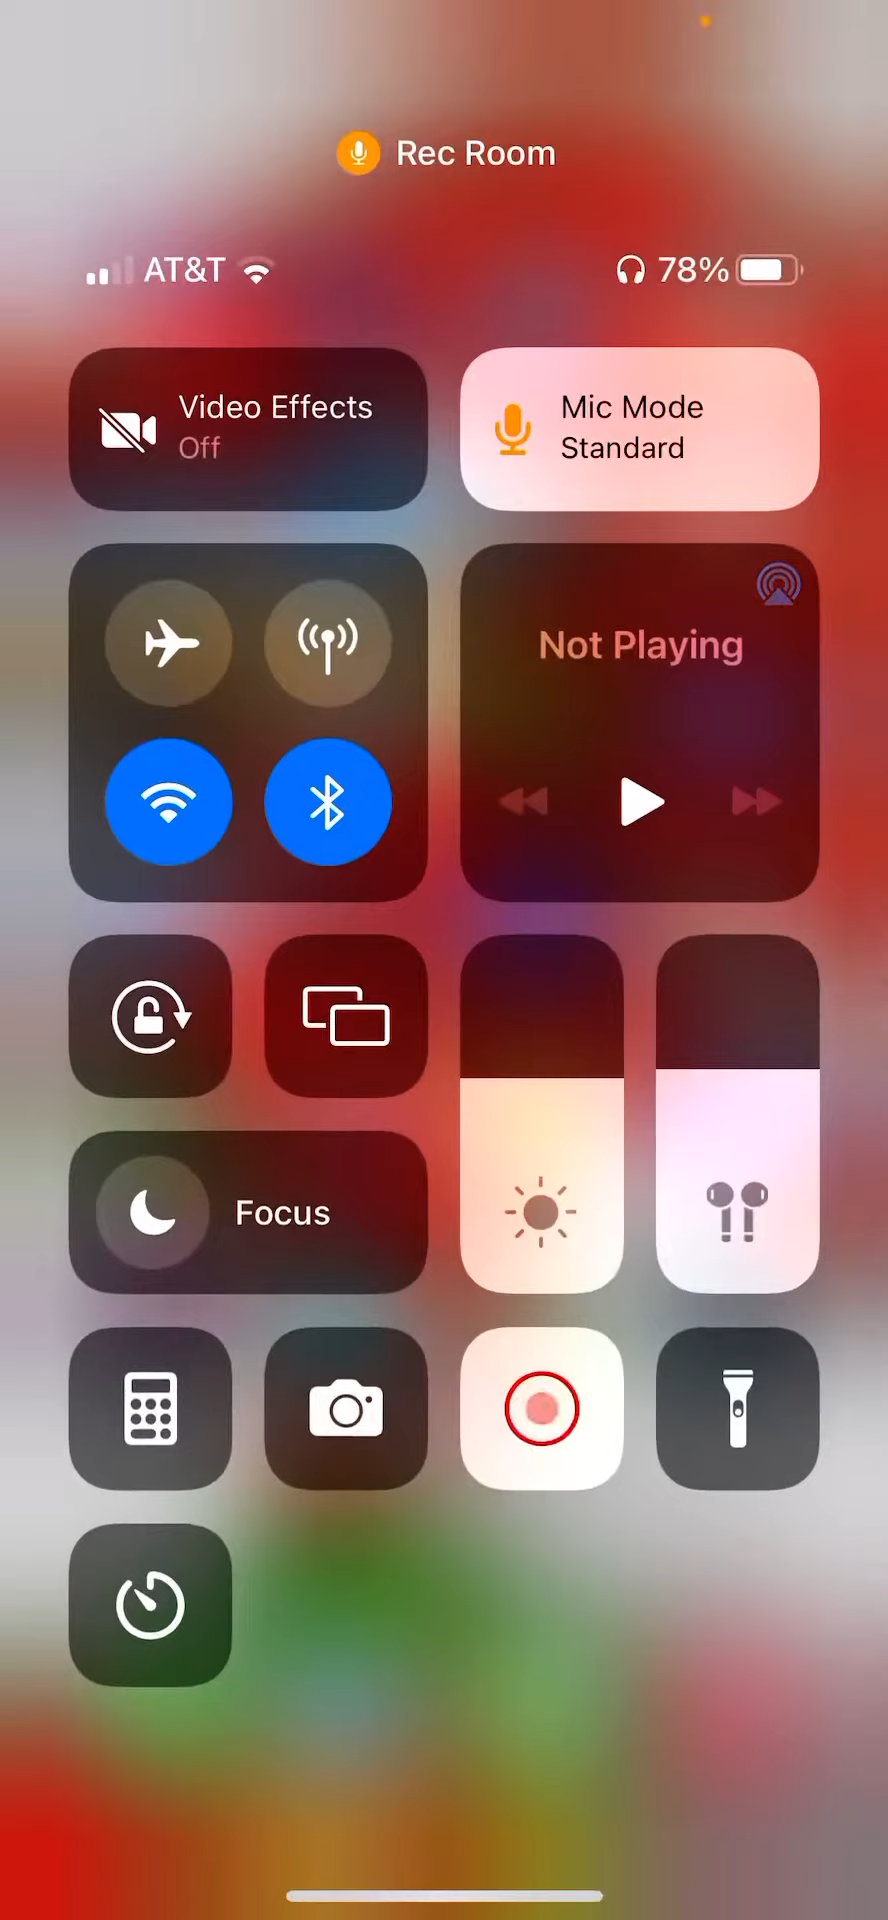 Rec Room
AT&T
78%
Video Effects
Off
Mic Mode
Standard
Not Playing
Focus